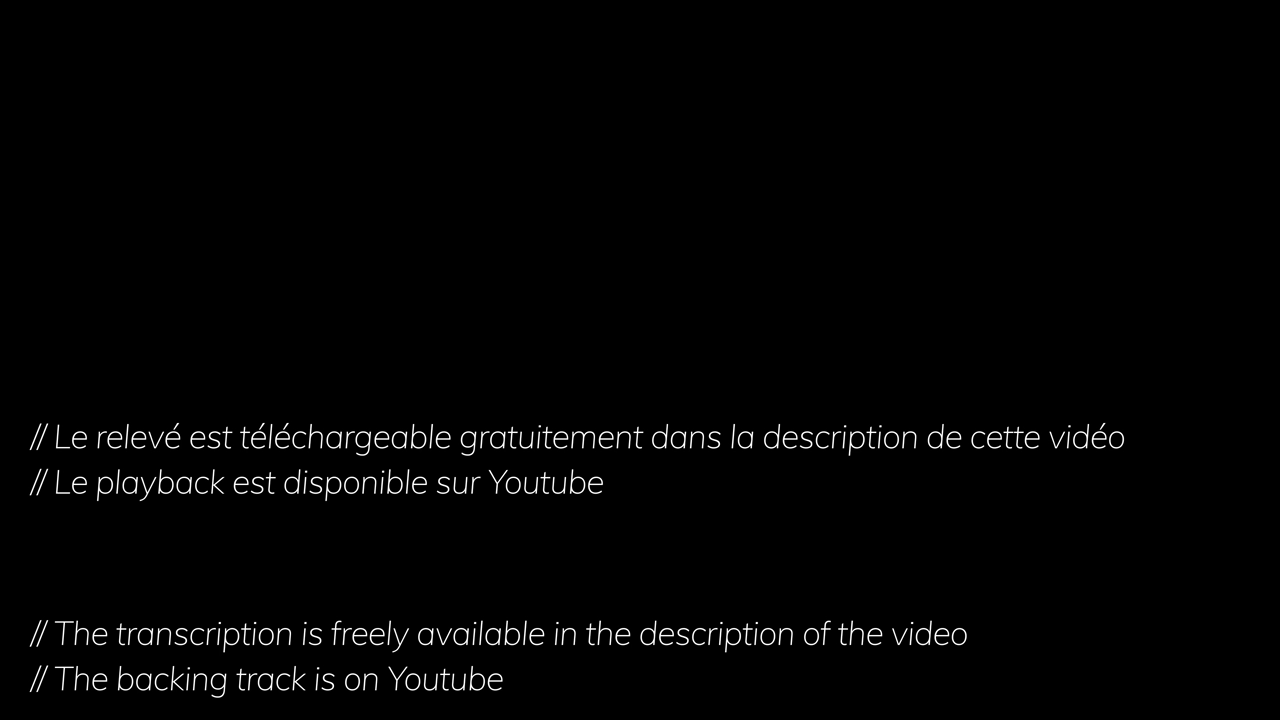 // Le relevé est téléchargeable gratuitement dans la description de cette vidéo
// Le playback est disponible sur Youtube
// The transcription is freely available in the description of the video
// The backing track is on Youtube